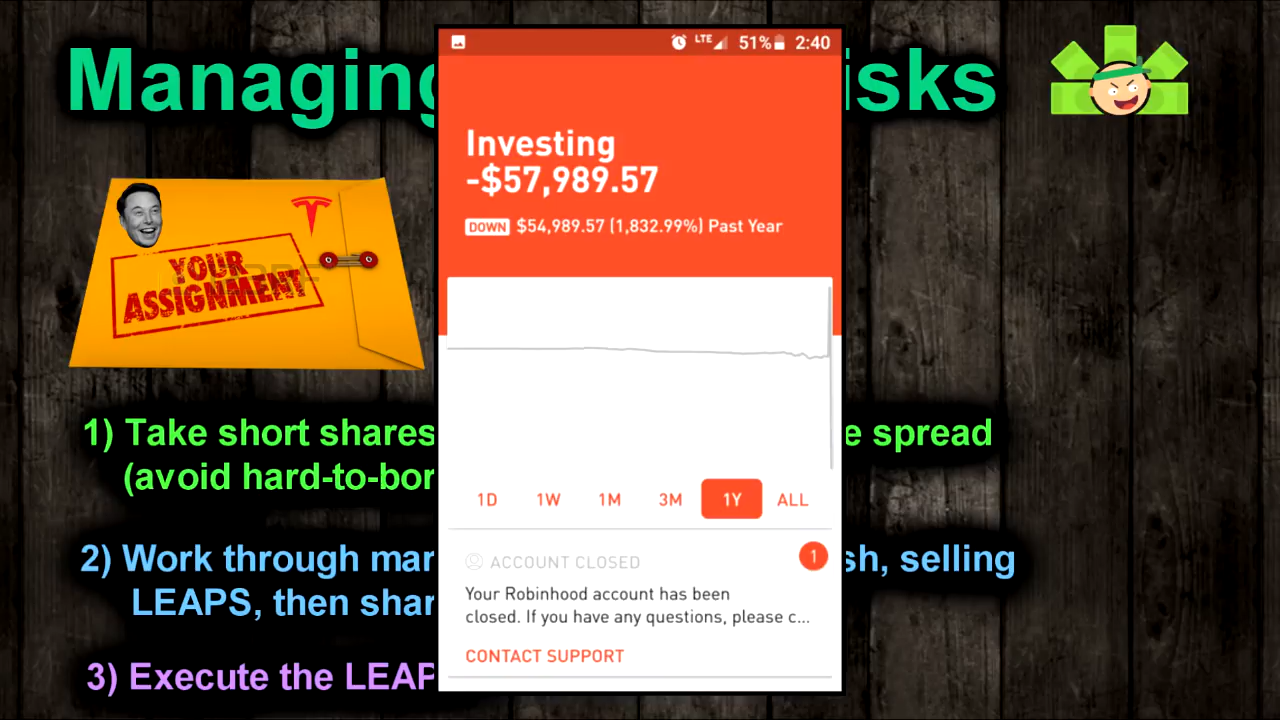 Managing isks
51% 2:40
LTE
Investing
-$57,989.57
DOWN $54,989.57 (1,832.99%) Past Year
YOUR
ASSIGNMENT
1) Take short shares e spread
(avoid hard-to-bor
1D 1W 1M 3M 1Y ALL
2) Work through mar sh, selling
LEAPS, then shar
ACCOUNT CLOSED 1
Your Robinhood account has been
closed. If you have any questions, please c...
CONTACT SUPPORT
3) Execute the LEAP